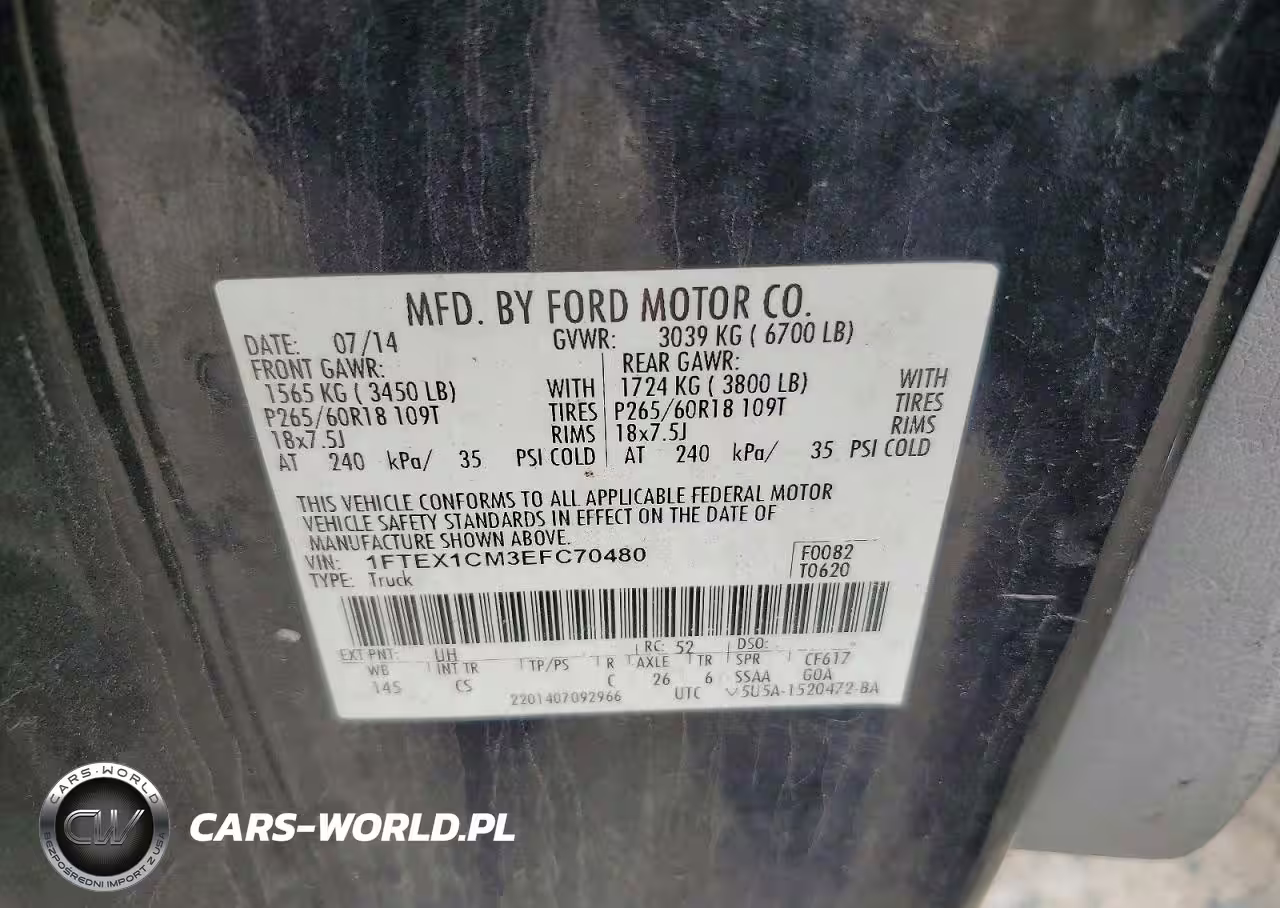 MFD. BY FORD MOTOR CO.
DATE: 07/14 GVWR: 3039 KG ( 6700 LB)
FRONT GAWR: REAR GAWR:
1565 KG ( 3450 LB) WITH 1724 KG ( 3800 LB) WITH
P265/60R18 109T TIRES P265/60R18 109T TIRES
18x7.5J RIMS 18x7.5J RIMS
AT 240 kPa/ 35 PSI COLD AT 240 kPa/ 35 PSI COLD
THIS VEHICLE CONFORMS TO ALL APPLICABLE FEDERAL MOTOR
VEHICLE SAFETY STANDARDS IN EFFECT ON THE DATE OF
MANUFACTURE SHOWN ABOVE.
VIN: 1FTEX1CM3EFC70480 F0082
TYPE: Truck T0620
EXT PNT: UH RC: 52 DSO:
WB INT TR TP/PS R AXLE TR SPR CF617
145 CS C 26 6 SSAA GOA
2201407092966 UTC 5U5A-1520472-BA
CARS-WORLD
CW
BEZPOŚREDNI IMPORT Z USA
CARS-WORLD.PL